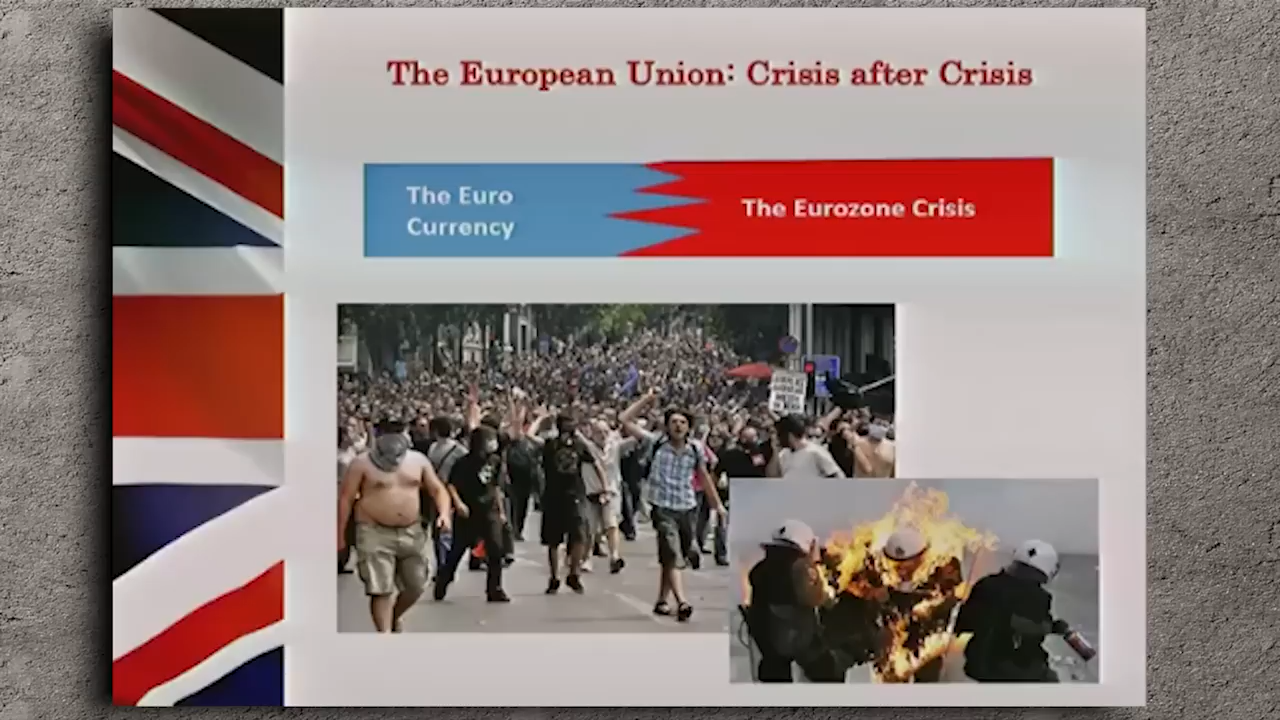 The European Union: Crisis after Crisis
The Euro
Currency
The Eurozone Crisis